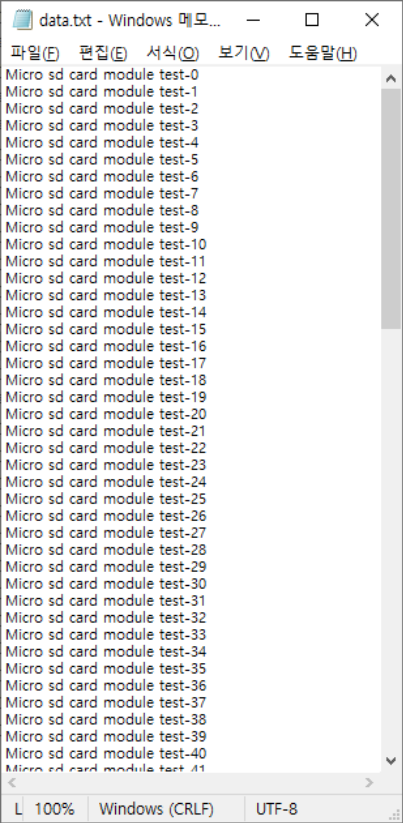 data.txt - Windows 메모...
파일(F) 편집(E) 서식(O) 보기(V) 도움말(H)
Micro sd card module test-0
Micro sd card module test-1
Micro sd card module test-2
Micro sd card module test-3
Micro sd card module test-4
Micro sd card module test-5
Micro sd card module test-6
Micro sd card module test-7
Micro sd card module test-8
Micro sd card module test-9
Micro sd card module test-10
Micro sd card module test-11
Micro sd card module test-12
Micro sd card module test-13
Micro sd card module test-14
Micro sd card module test-15
Micro sd card module test-16
Micro sd card module test-17
Micro sd card module test-18
Micro sd card module test-19
Micro sd card module test-20
Micro sd card module test-21
Micro sd card module test-22
Micro sd card module test-23
Micro sd card module test-24
Micro sd card module test-25
Micro sd card module test-26
Micro sd card module test-27
Micro sd card module test-28
Micro sd card module test-29
Micro sd card module test-30
Micro sd card module test-31
Micro sd card module test-32
Micro sd card module test-33
Micro sd card module test-34
Micro sd card module test-35
Micro sd card module test-36
Micro sd card module test-37
Micro sd card module test-38
Micro sd card module test-39
Micro sd card module test-40
Micro sd card module test-41
L 100% Windows (CRLF) UTF-8